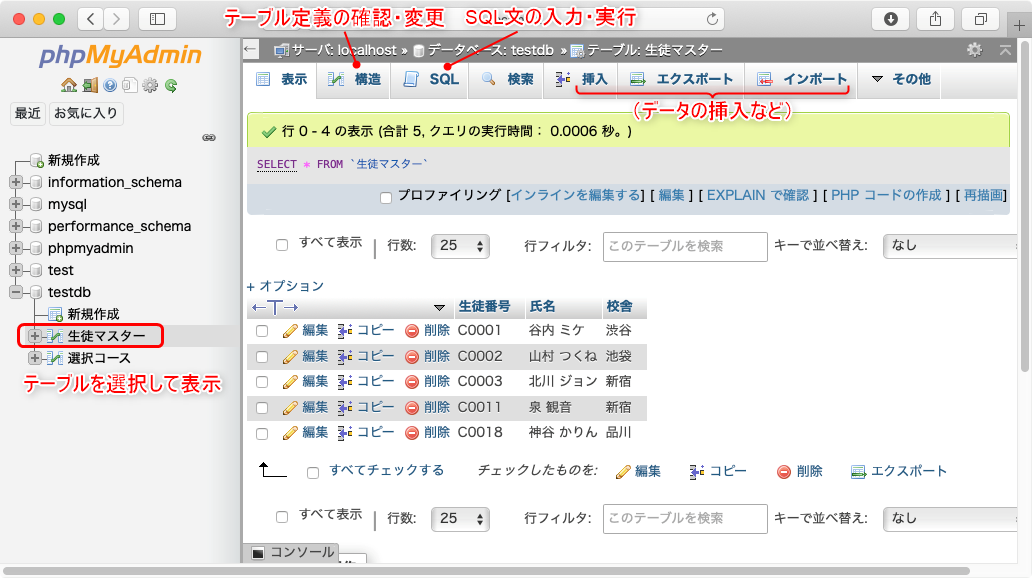 テーブル定義の確認・変更 SQL文の入力・実行
phpMyAdmin
サーバ: localhost » データベース: testdb » テーブル: 生徒マスター
表示 構造 SQL 検索 挿入 エクスポート インポート その他
(データの挿入など)
最近 お気に入り
行 0 - 4 の表示 (合計 5, クエリの実行時間： 0.0006 秒。)
SELECT * FROM `生徒マスター`
プロファイリング [インラインを編集する] [ 編集 ] [ EXPLAIN で確認 ] [ PHP コードの作成 ] [ 再描画]
新規作成
information_schema
mysql
performance_schema
phpmyadmin
test
testdb
新規作成
生徒マスター
選択コース
テーブルを選択して表示
すべて表示 行数: 25 行フィルタ: このテーブルを検索 キーで並べ替え: なし
+ オプション
←T→ 生徒番号 氏名 校舎
編集 コピー 削除 C0001 谷内 ミケ 渋谷
編集 コピー 削除 C0002 山村 つくね 池袋
編集 コピー 削除 C0003 北川 ジョン 新宿
編集 コピー 削除 C0011 泉 観音 新宿
編集 コピー 削除 C0018 神谷 かりん 品川
すべてチェックする チェックしたものを: 編集 コピー 削除 エクスポート
すべて表示 行数: 25 行フィルタ: このテーブルを検索 キーで並べ替え: なし
コンソール